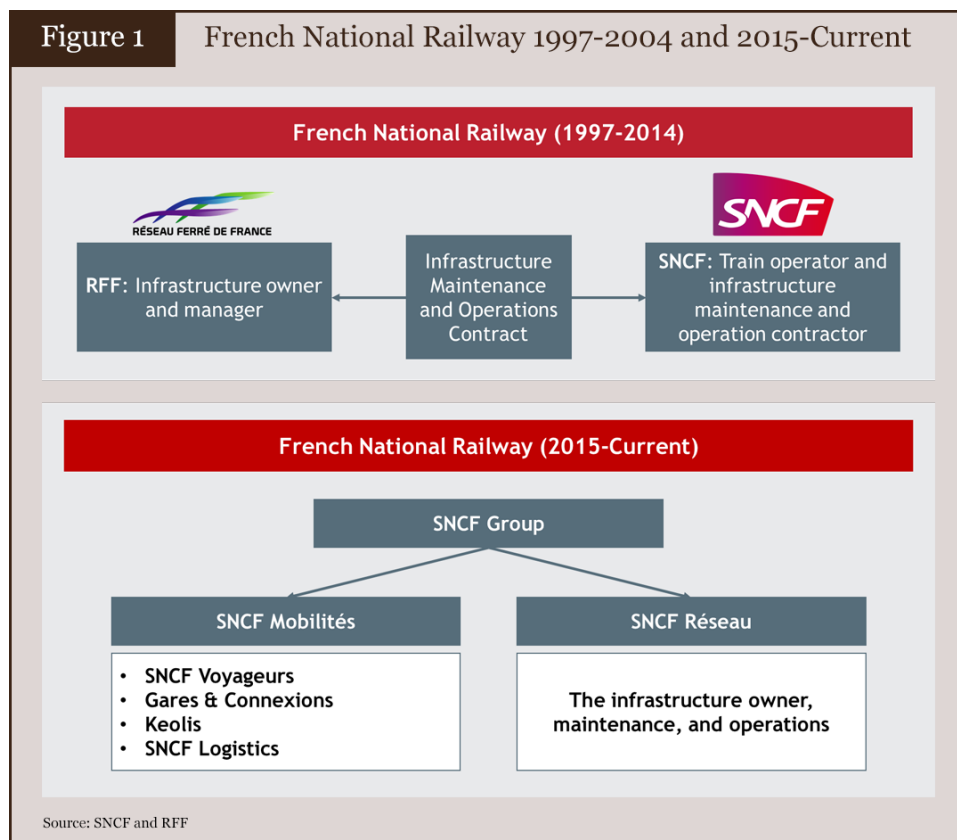 Figure 1
French National Railway 1997-2004 and 2015-Current
French National Railway (1997-2014)
RÉSEAU FERRÉ DE FRANCE
SNCF
RFF: Infrastructure owner
and manager
Infrastructure
Maintenance
and Operations
Contract
SNCF: Train operator and
infrastructure
maintenance and
operation contractor
French National Railway (2015-Current)
SNCF Group
SNCF Mobilités
• SNCF Voyageurs
• Gares & Connexions
• Keolis
• SNCF Logistics
SNCF Réseau
The infrastructure owner,
maintenance, and operations
Source: SNCF and RFF